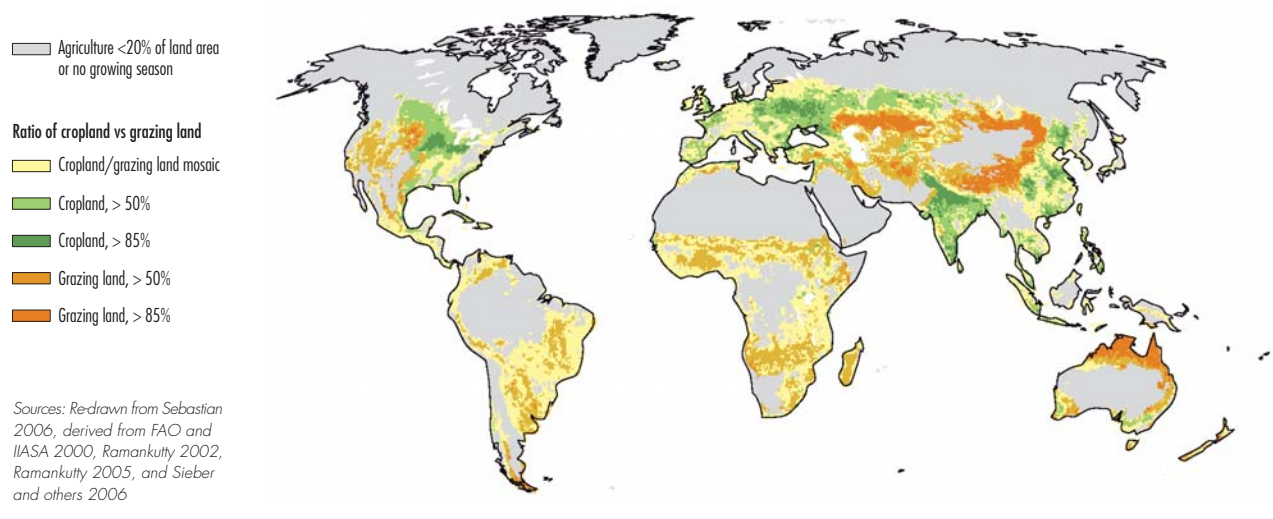 Agriculture <20% of land area
or no growing season
Ratio of cropland vs grazing land
Cropland/grazing land mosaic
Cropland, > 50%
Cropland, > 85%
Grazing land, > 50%
Grazing land, > 85%
Sources: Re-drawn from Sebastian
2006, derived from FAO and
IIASA 2000, Ramankutty 2002,
Ramankutty 2005, and Sieber
and others 2006